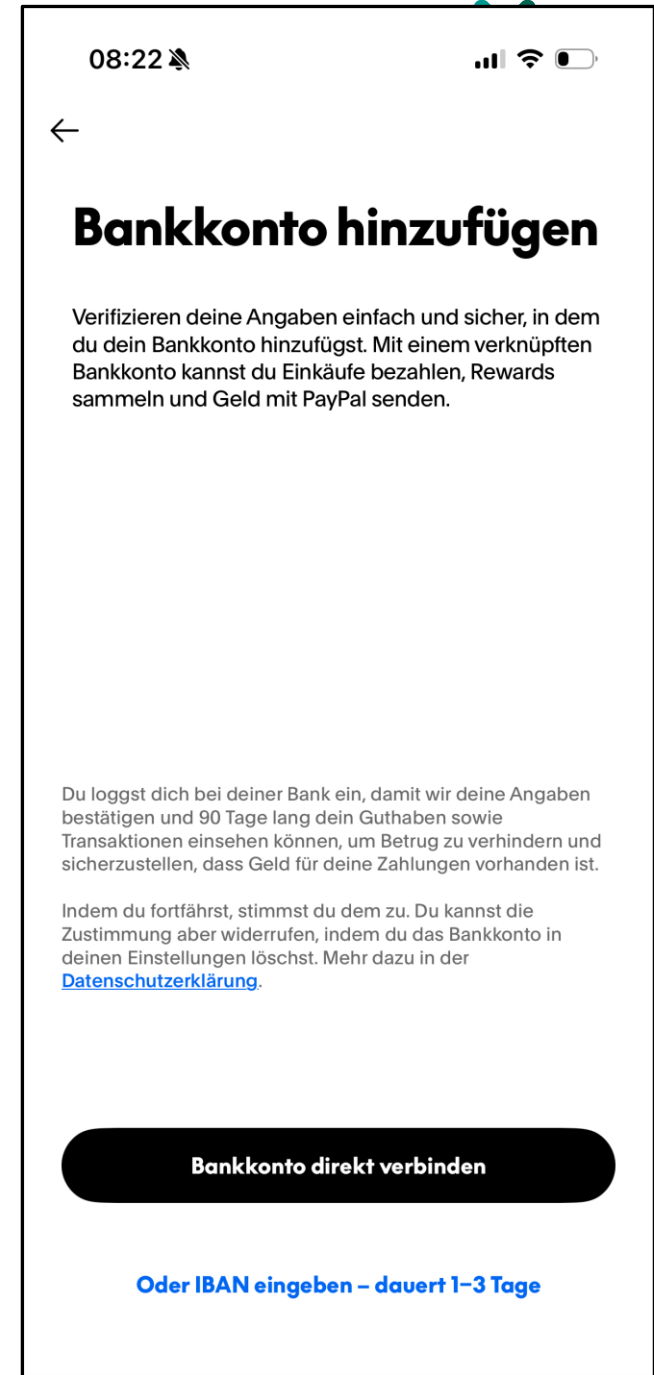 08:22
Bankkonto hinzufügen
Verifizieren deine Angaben einfach und sicher, in dem
du dein Bankkonto hinzufügst. Mit einem verknüpften
Bankkonto kannst du Einkäufe bezahlen, Rewards
sammeln und Geld mit PayPal senden.
Du loggst dich bei deiner Bank ein, damit wir deine Angaben
bestätigen und 90 Tage lang dein Guthaben sowie
Transaktionen einsehen können, um Betrug zu verhindern und
sicherzustellen, dass Geld für deine Zahlungen vorhanden ist.
Indem du fortfährst, stimmst du dem zu. Du kannst die
Zustimmung aber widerrufen, indem du das Bankkonto in
deinen Einstellungen löschst. Mehr dazu in der
Datenschutzerklärung.
Bankkonto direkt verbinden
Oder IBAN eingeben – dauert 1–3 Tage